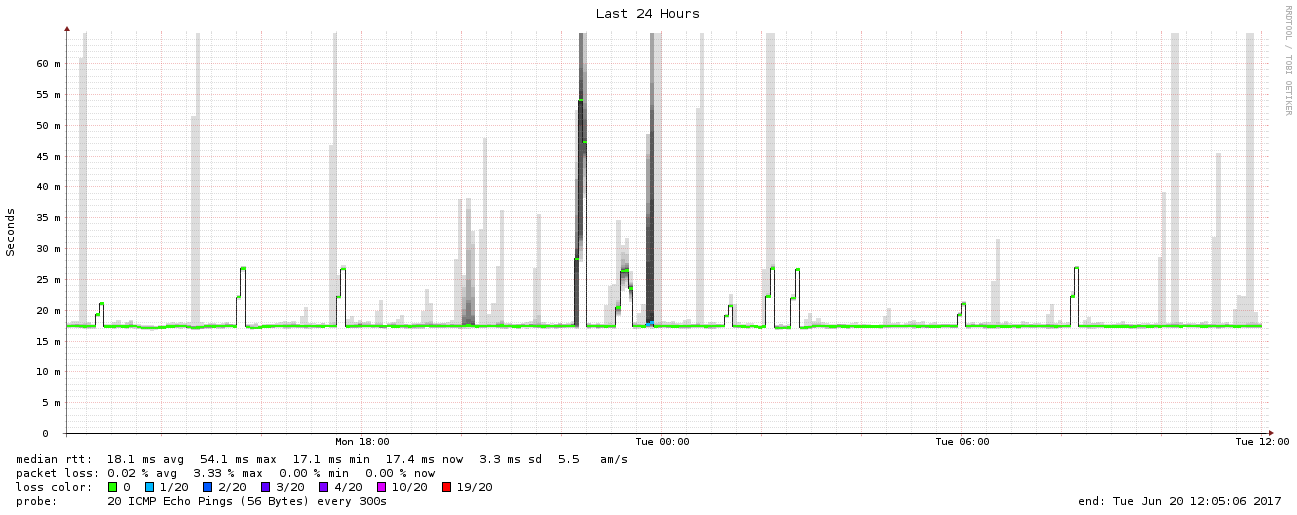 Last 24 Hours
RRDTOOL / TOBI OETIKER
Seconds
60 m
55 m
50 m
45 m
40 m
35 m
30 m
25 m
20 m
15 m
10 m
5 m
0
Mon 18:00 Tue 00:00 Tue 06:00 Tue 12:00
median rtt: 18.1 ms avg 54.1 ms max 17.1 ms min 17.4 ms now 3.3 ms sd 5.5 am/s
packet loss: 0.02 % avg 3.33 % max 0.00 % min 0.00 % now
loss color: 0 1/20 2/20 3/20 4/20 10/20 19/20
probe: 20 ICMP Echo Pings (56 Bytes) every 300s end: Tue Jun 20 12:05:06 2017